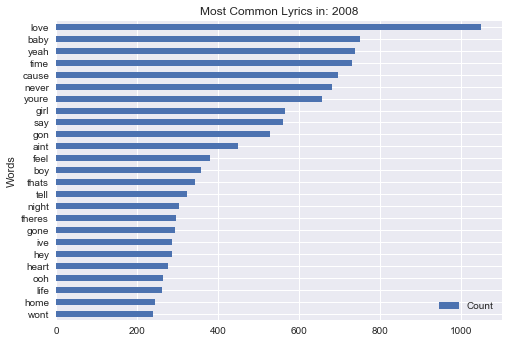 Most Common Lyrics in: 2008
love
baby
yeah
time
cause
never
youre
girl
say
gon
aint
feel
boy
thats
tell
night
theres
gone
ive
hey
heart
ooh
life
home
wont
Words
Count
0 200 400 600 800 1000